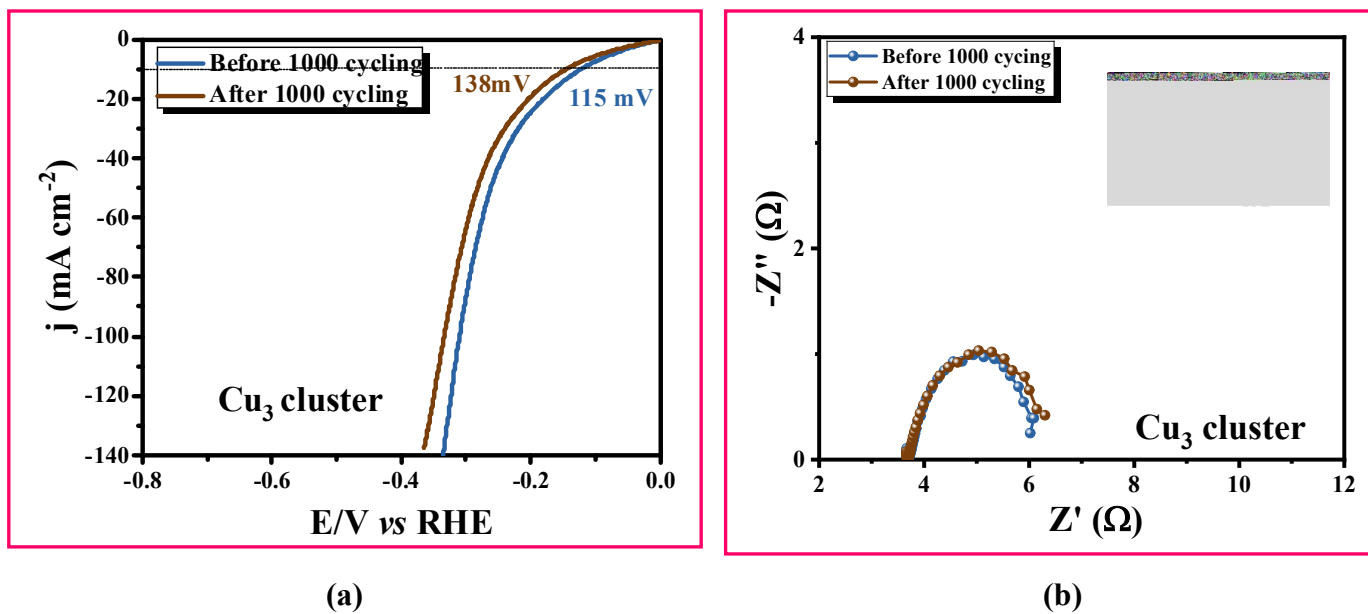 Before 1000 cycling
After 1000 cycling
138mV
115 mV
0
-20
-40
-60
-80
-100
-120
-140
j (mA cm⁻²)
Cu₃ cluster
-0.8
-0.6
-0.4
-0.2
0.0
E/V vs RHE
(a)
Before 1000 cycing
After 1000 cycling
4
2
0
-Z'' (Ω)
Cu₃ cluster
2
4
6
8
10
12
Z' (Ω)
(b)